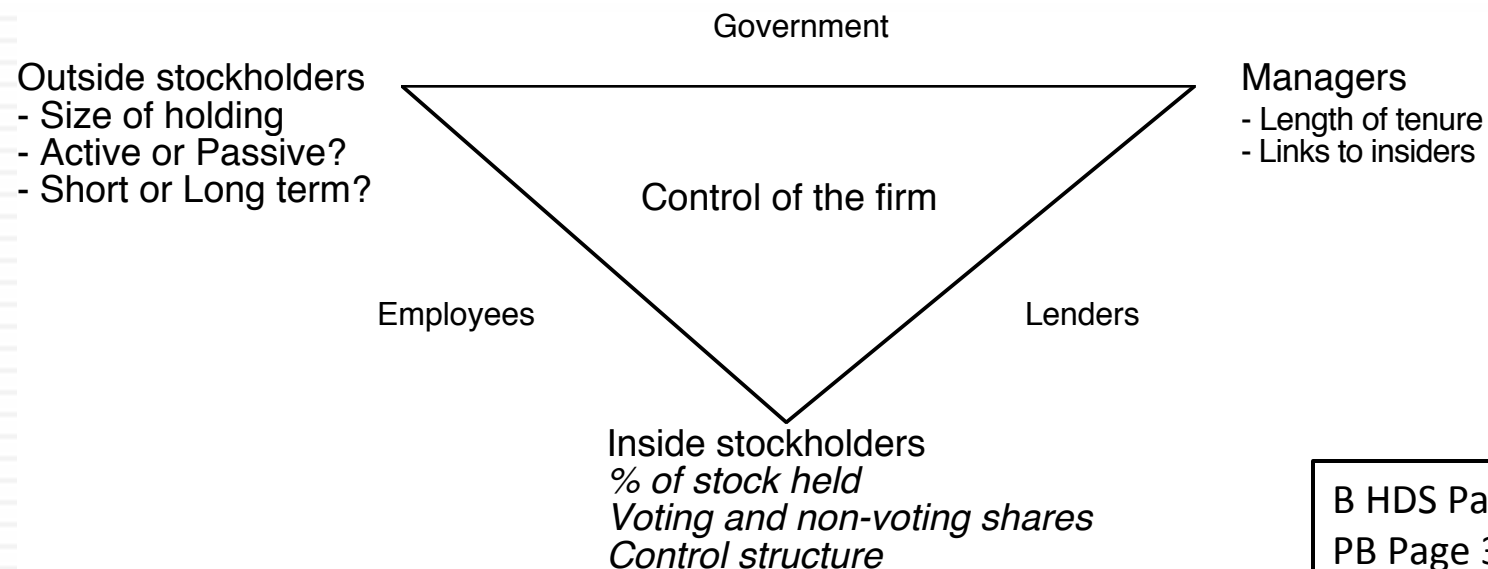 Government
Outside stockholders
- Size of holding
- Active or Passive?
- Short or Long term?
Managers
- Length of tenure
- Links to insiders
Control of the firm
Employees
Lenders
Inside stockholders
% of stock held
Voting and non-voting shares
Control structure
B HDS
PB Page